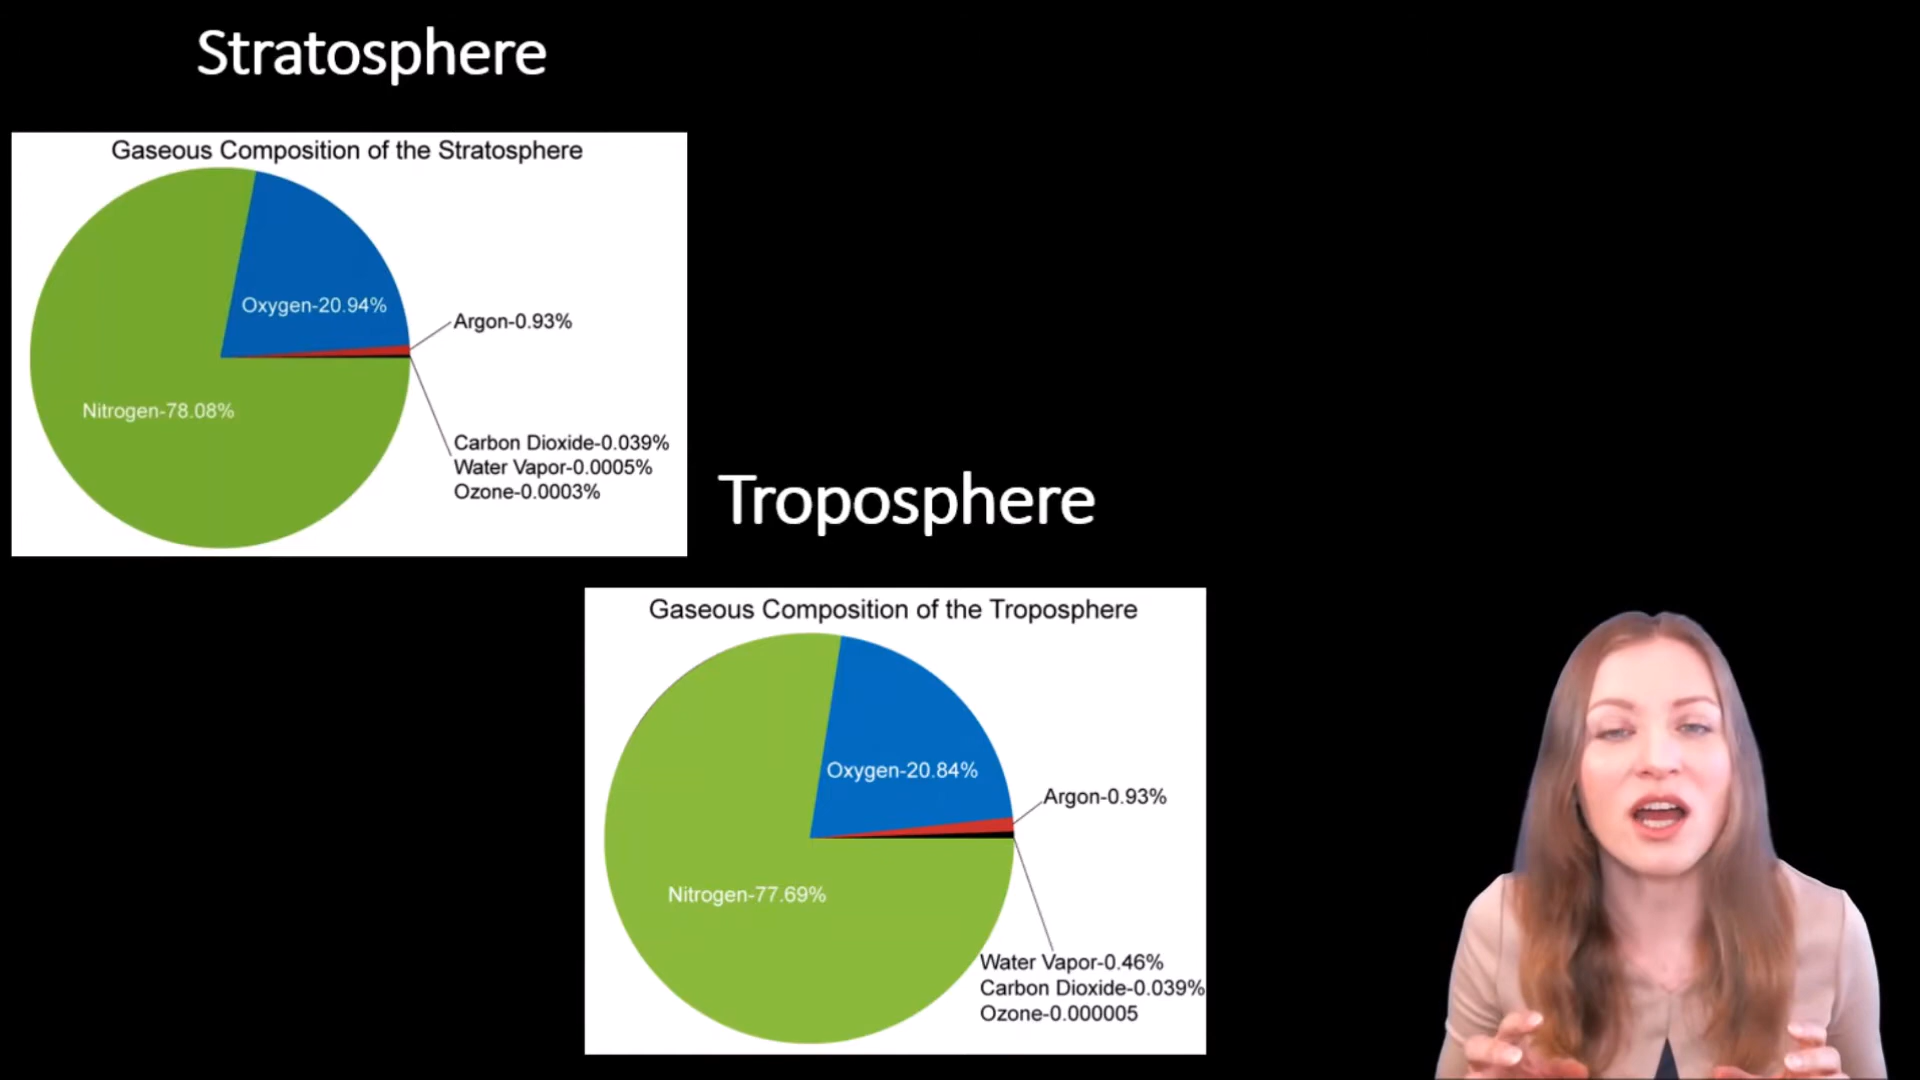 Stratosphere
Gaseous Composition of the Stratosphere
Oxygen-20.94%
Argon-0.93%
Nitrogen-78.08%
Carbon Dioxide-0.039%
Water Vapor-0.0005%
Ozone-0.0003%
Troposphere
Gaseous Composition of the Troposphere
Oxygen-20.84%
Argon-0.93%
Nitrogen-77.69%
Water Vapor-0.46%
Carbon Dioxide-0.039%
Ozone-0.000005